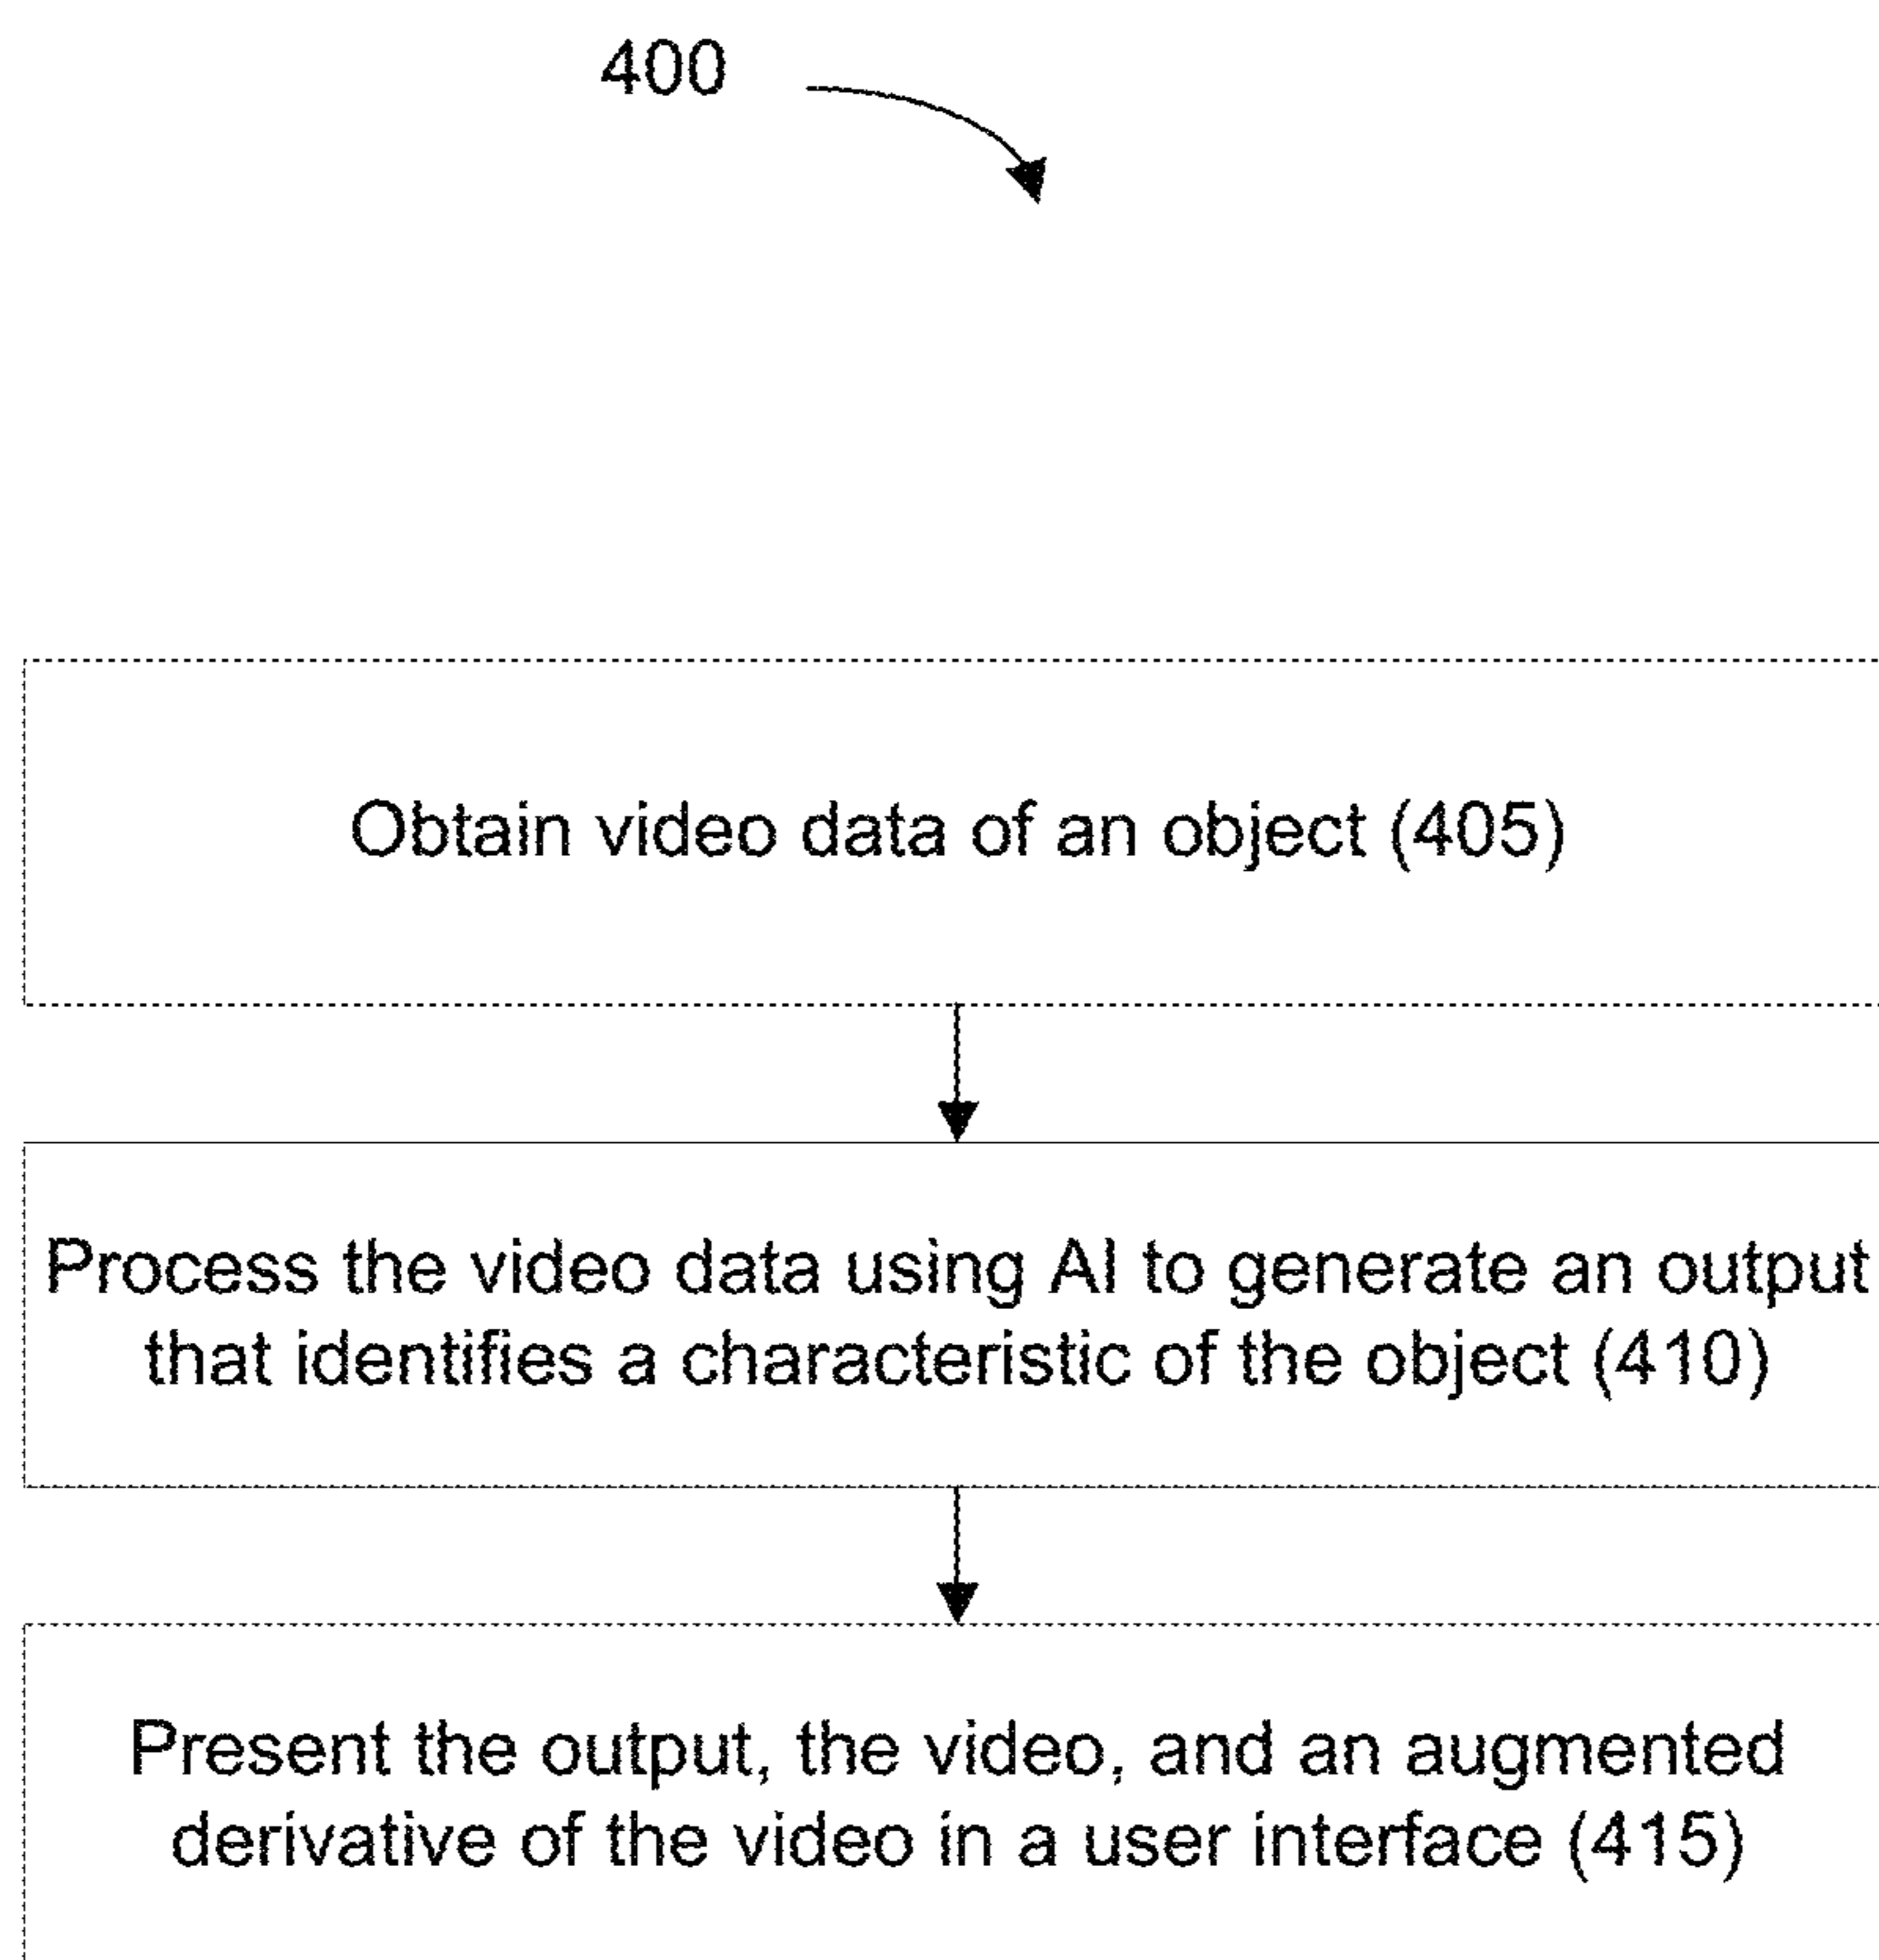 400
Obtain video data of an object (405)
Process the video data using AI to generate an output
that identifies a characteristic of the object (410)
Present the output, the video, and an augmented
derivative of the video in a user interface (415)